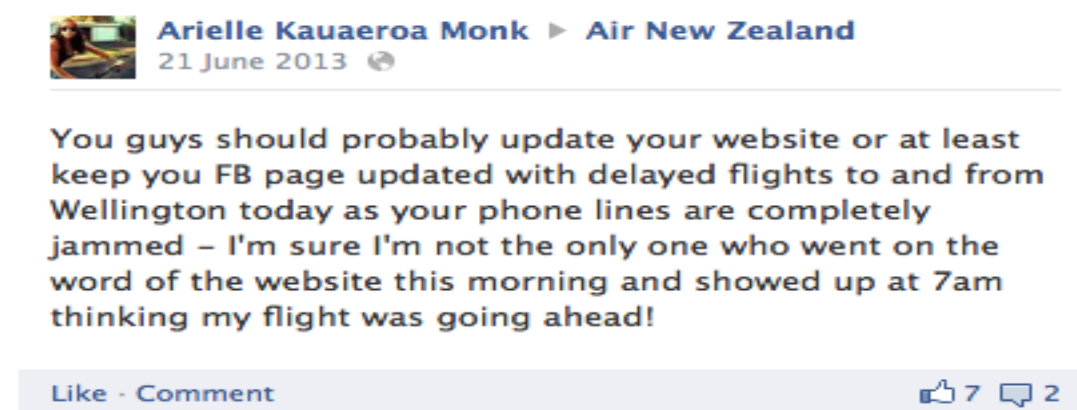 Arielle Kauaeroa Monk ▶ Air New Zealand
21 June 2013
You guys should probably update your website or at least
keep you FB page updated with delayed flights to and from
Wellington today as your phone lines are completely
jammed – I'm sure I'm not the only one who went on the
word of the website this morning and showed up at 7am
thinking my flight was going ahead!
Like · Comment 7 2